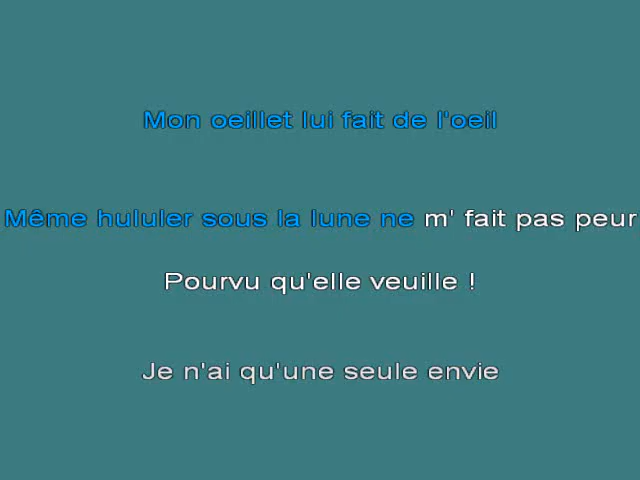 Mon oeillet lui fait de l'oeil
Même hululer sous la lune ne m' fait pas peur
Pourvu qu'elle veuille !
Je n'ai qu'une seule envie